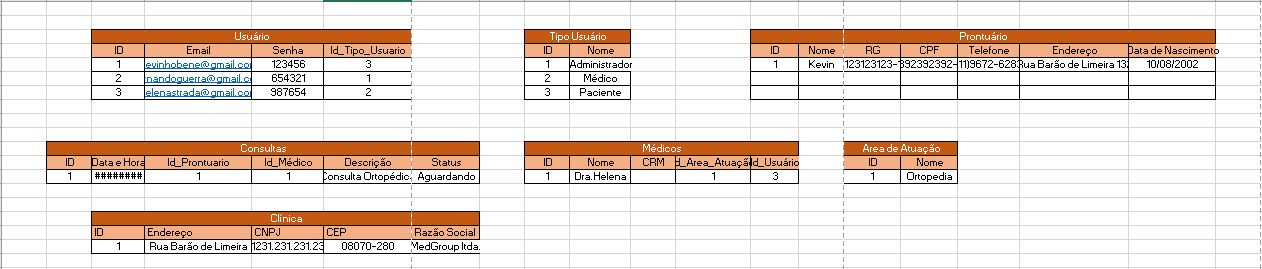 Usuário Tipo Usuário Prontuário
ID Email Senha Id_Tipo_Usuario ID Nome ID Nome RG CPF Telefone Endereço Data de Nascimento
1 evinhobene@gmail.co 123456 3 1 Administrador 1 Kevin 123123123- 392392392- 11)9672-628 Rua Barão de Limeira 13 10/08/2002
2 nandoguerra@gmail.c 654321 1 2 Médico
3 elenastrada@gmail.co 987654 2 3 Paciente
Consultas Médicos Area de Atuação
ID Data e Hora Id_Prontuario Id_Médico Descrição Status ID Nome CRM d_Area_Atuaçã Id_Usuário ID Nome
1 ######## 1 1 Consulta Ortopédic Aguardando 1 Dra.Helena 1 3 1 Ortopedia
Clínica
ID Endereço CNPJ CEP Razão Social
1 Rua Barão de Limeira 1231.231.231.23 08070-280 MedGroup ltda.